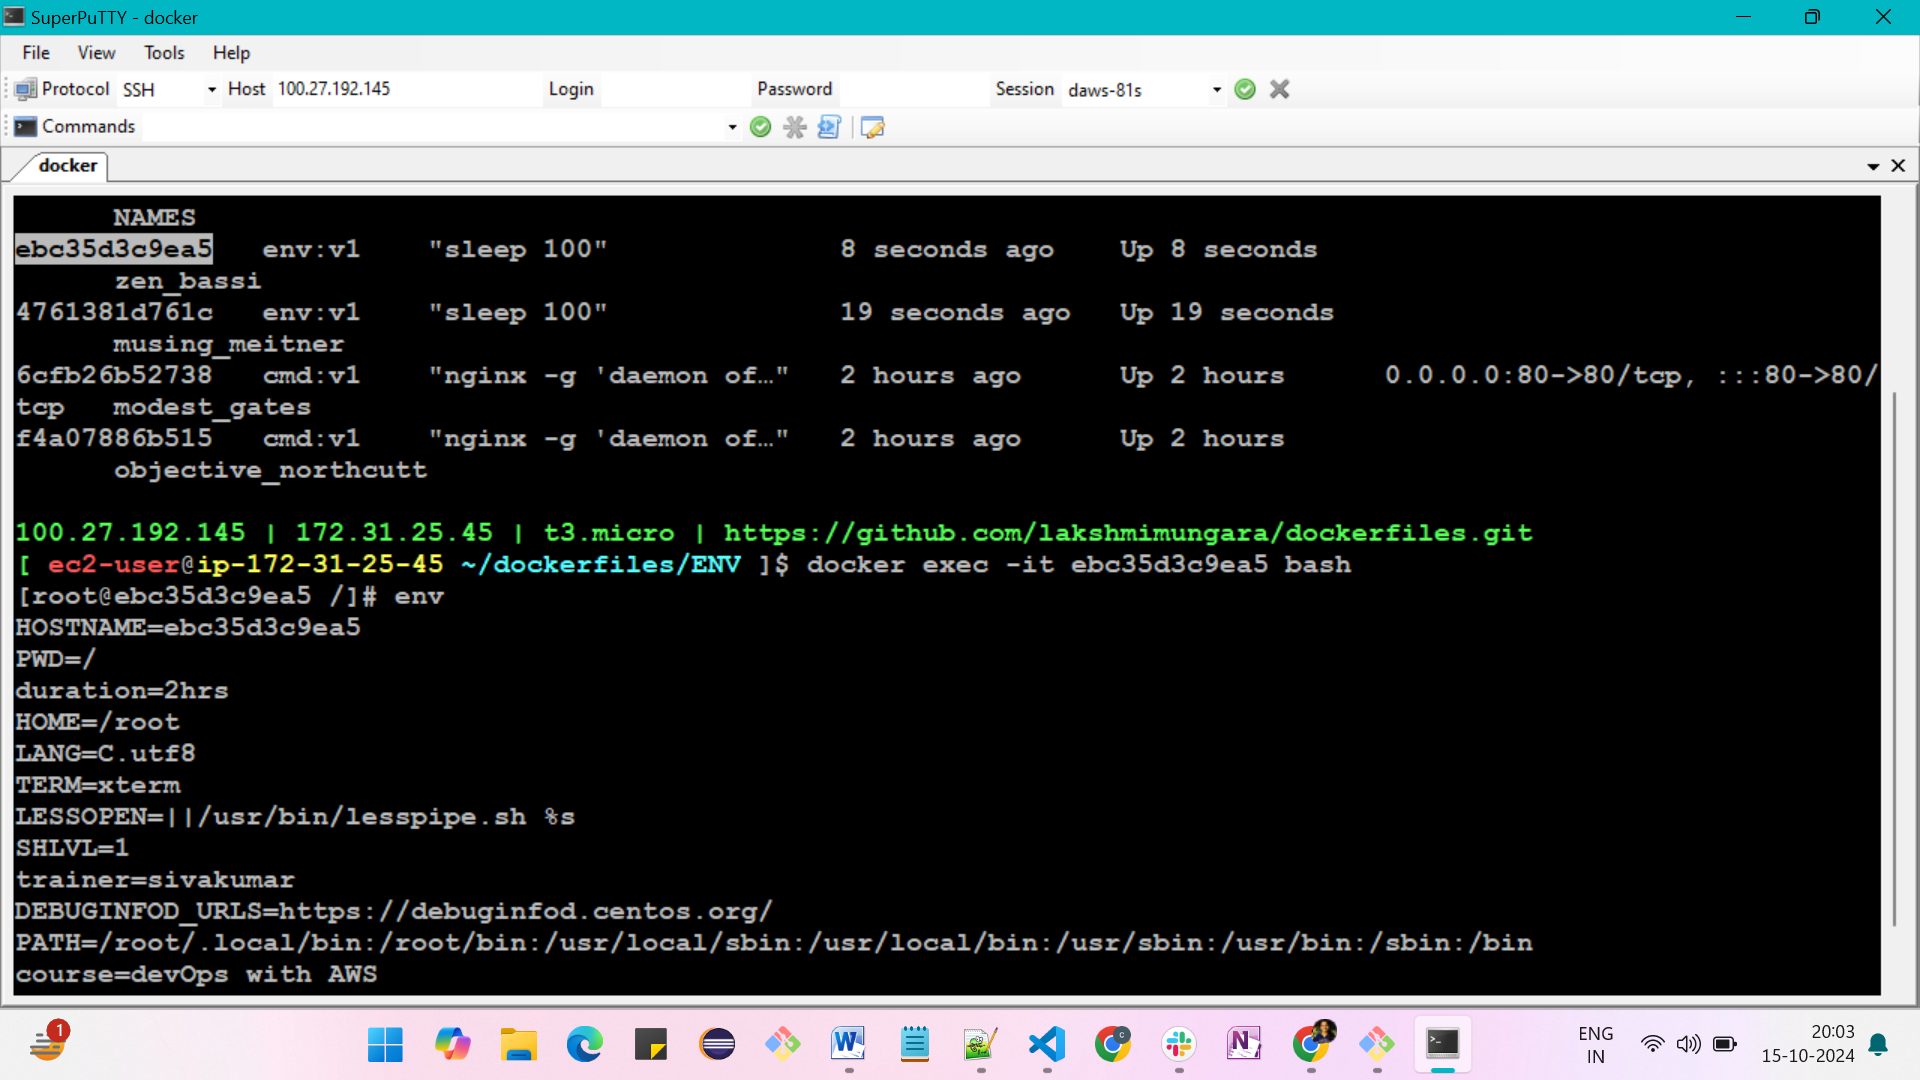 SuperPuTTY - docker
File View Tools Help
Protocol SSH Host 100.27.192.145 Login Password Session daws-81s
Commands
docker
NAMES
ebc35d3c9ea5 env:v1 "sleep 100" 8 seconds ago Up 8 seconds
zen_bassi
4761381d761c env:v1 "sleep 100" 19 seconds ago Up 19 seconds
musing_meitner
6cfb26b52738 cmd:v1 "nginx -g 'daemon of…" 2 hours ago Up 2 hours 0.0.0.0:80->80/tcp, :::80->80/
tcp modest_gates
f4a07886b515 cmd:v1 "nginx -g 'daemon of…" 2 hours ago Up 2 hours
objective_northcutt
100.27.192.145 | 172.31.25.45 | t3.micro | https://github.com/lakshmimungara/dockerfiles.git
[ ec2-user@ip-172-31-25-45 ~/dockerfiles/ENV ]$ docker exec -it ebc35d3c9ea5 bash
[root@ebc35d3c9ea5 /]# env
HOSTNAME=ebc35d3c9ea5
PWD=/
duration=2hrs
HOME=/root
LANG=C.utf8
TERM=xterm
LESSOPEN=||/usr/bin/lesspipe.sh %s
SHLVL=1
trainer=sivakumar
DEBUGINFOD_URLS=https://debuginfod.centos.org/
PATH=/root/.local/bin:/root/bin:/usr/local/sbin:/usr/local/bin:/usr/sbin:/usr/bin:/sbin:/bin
course=devOps with AWS
1
ENG
IN
20:03
15-10-2024